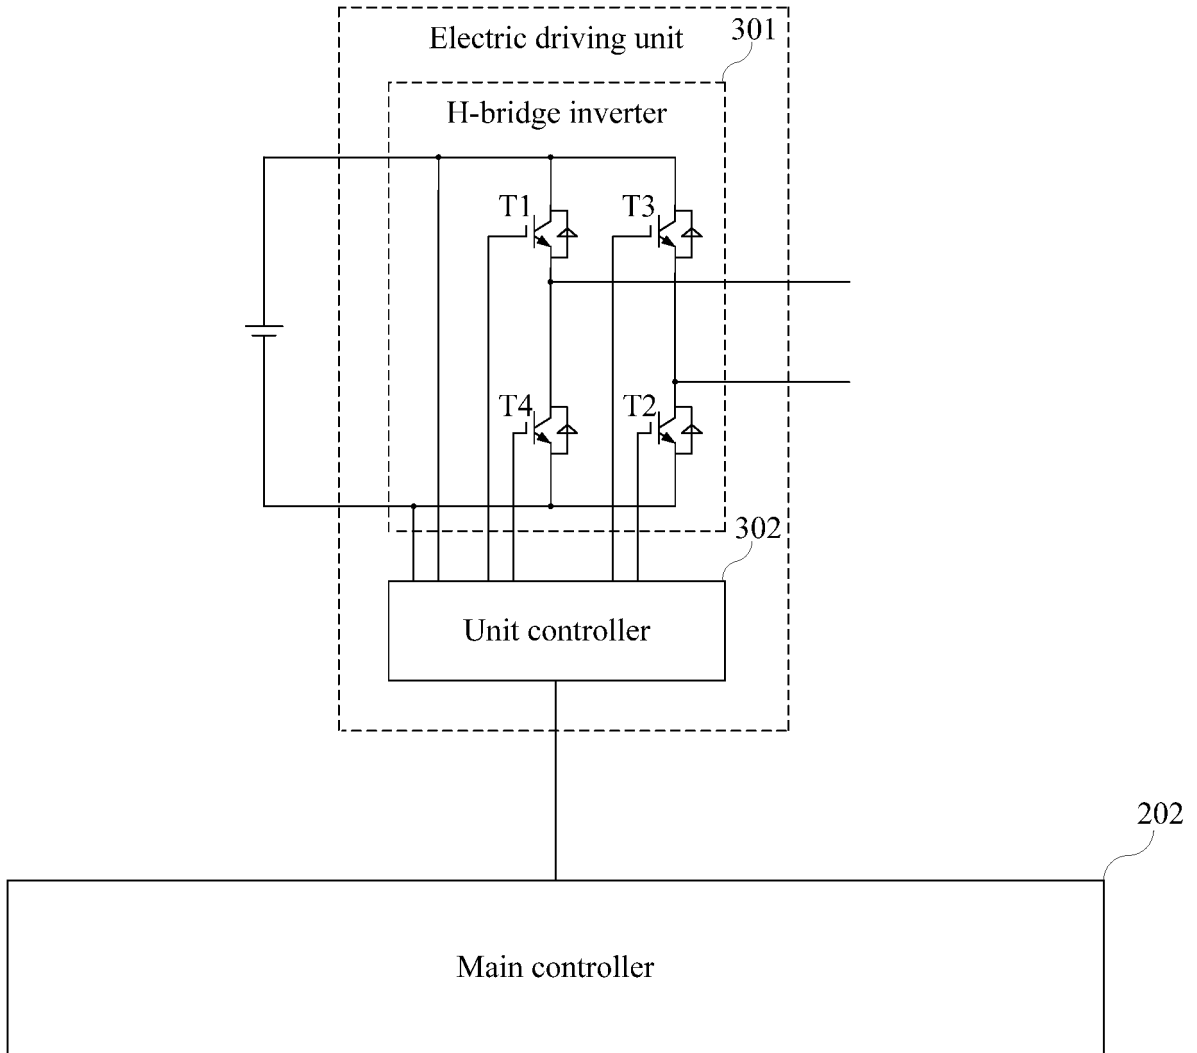 Electric driving unit
301
H-bridge inverter
T1
T3
T4
T2
302
Unit controller
202
Main controller